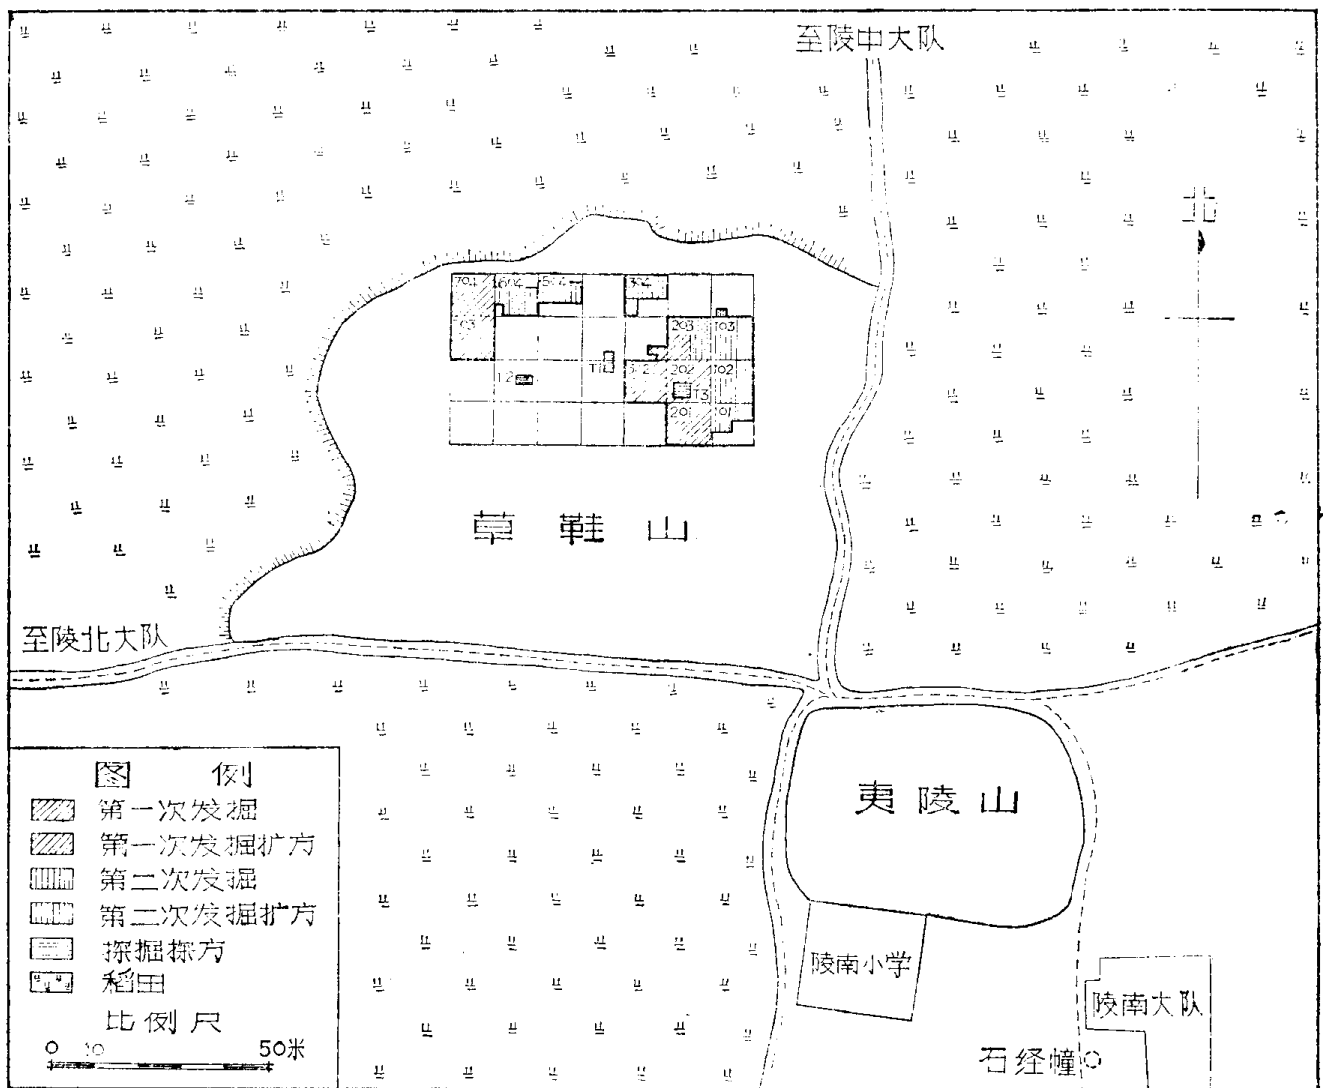 至陵中大队
北
704 604 504 304
703 203 103
T2 T1 302 202 102
T3
201 101
草鞋山
至陵北大队
夷陵山
陵南小学
陵南大队
石经幢
图 例
第一次发掘
第一次发掘扩方
第二次发掘
第二次发掘扩方
探掘探方
稻田
比例尺
0 10 50米